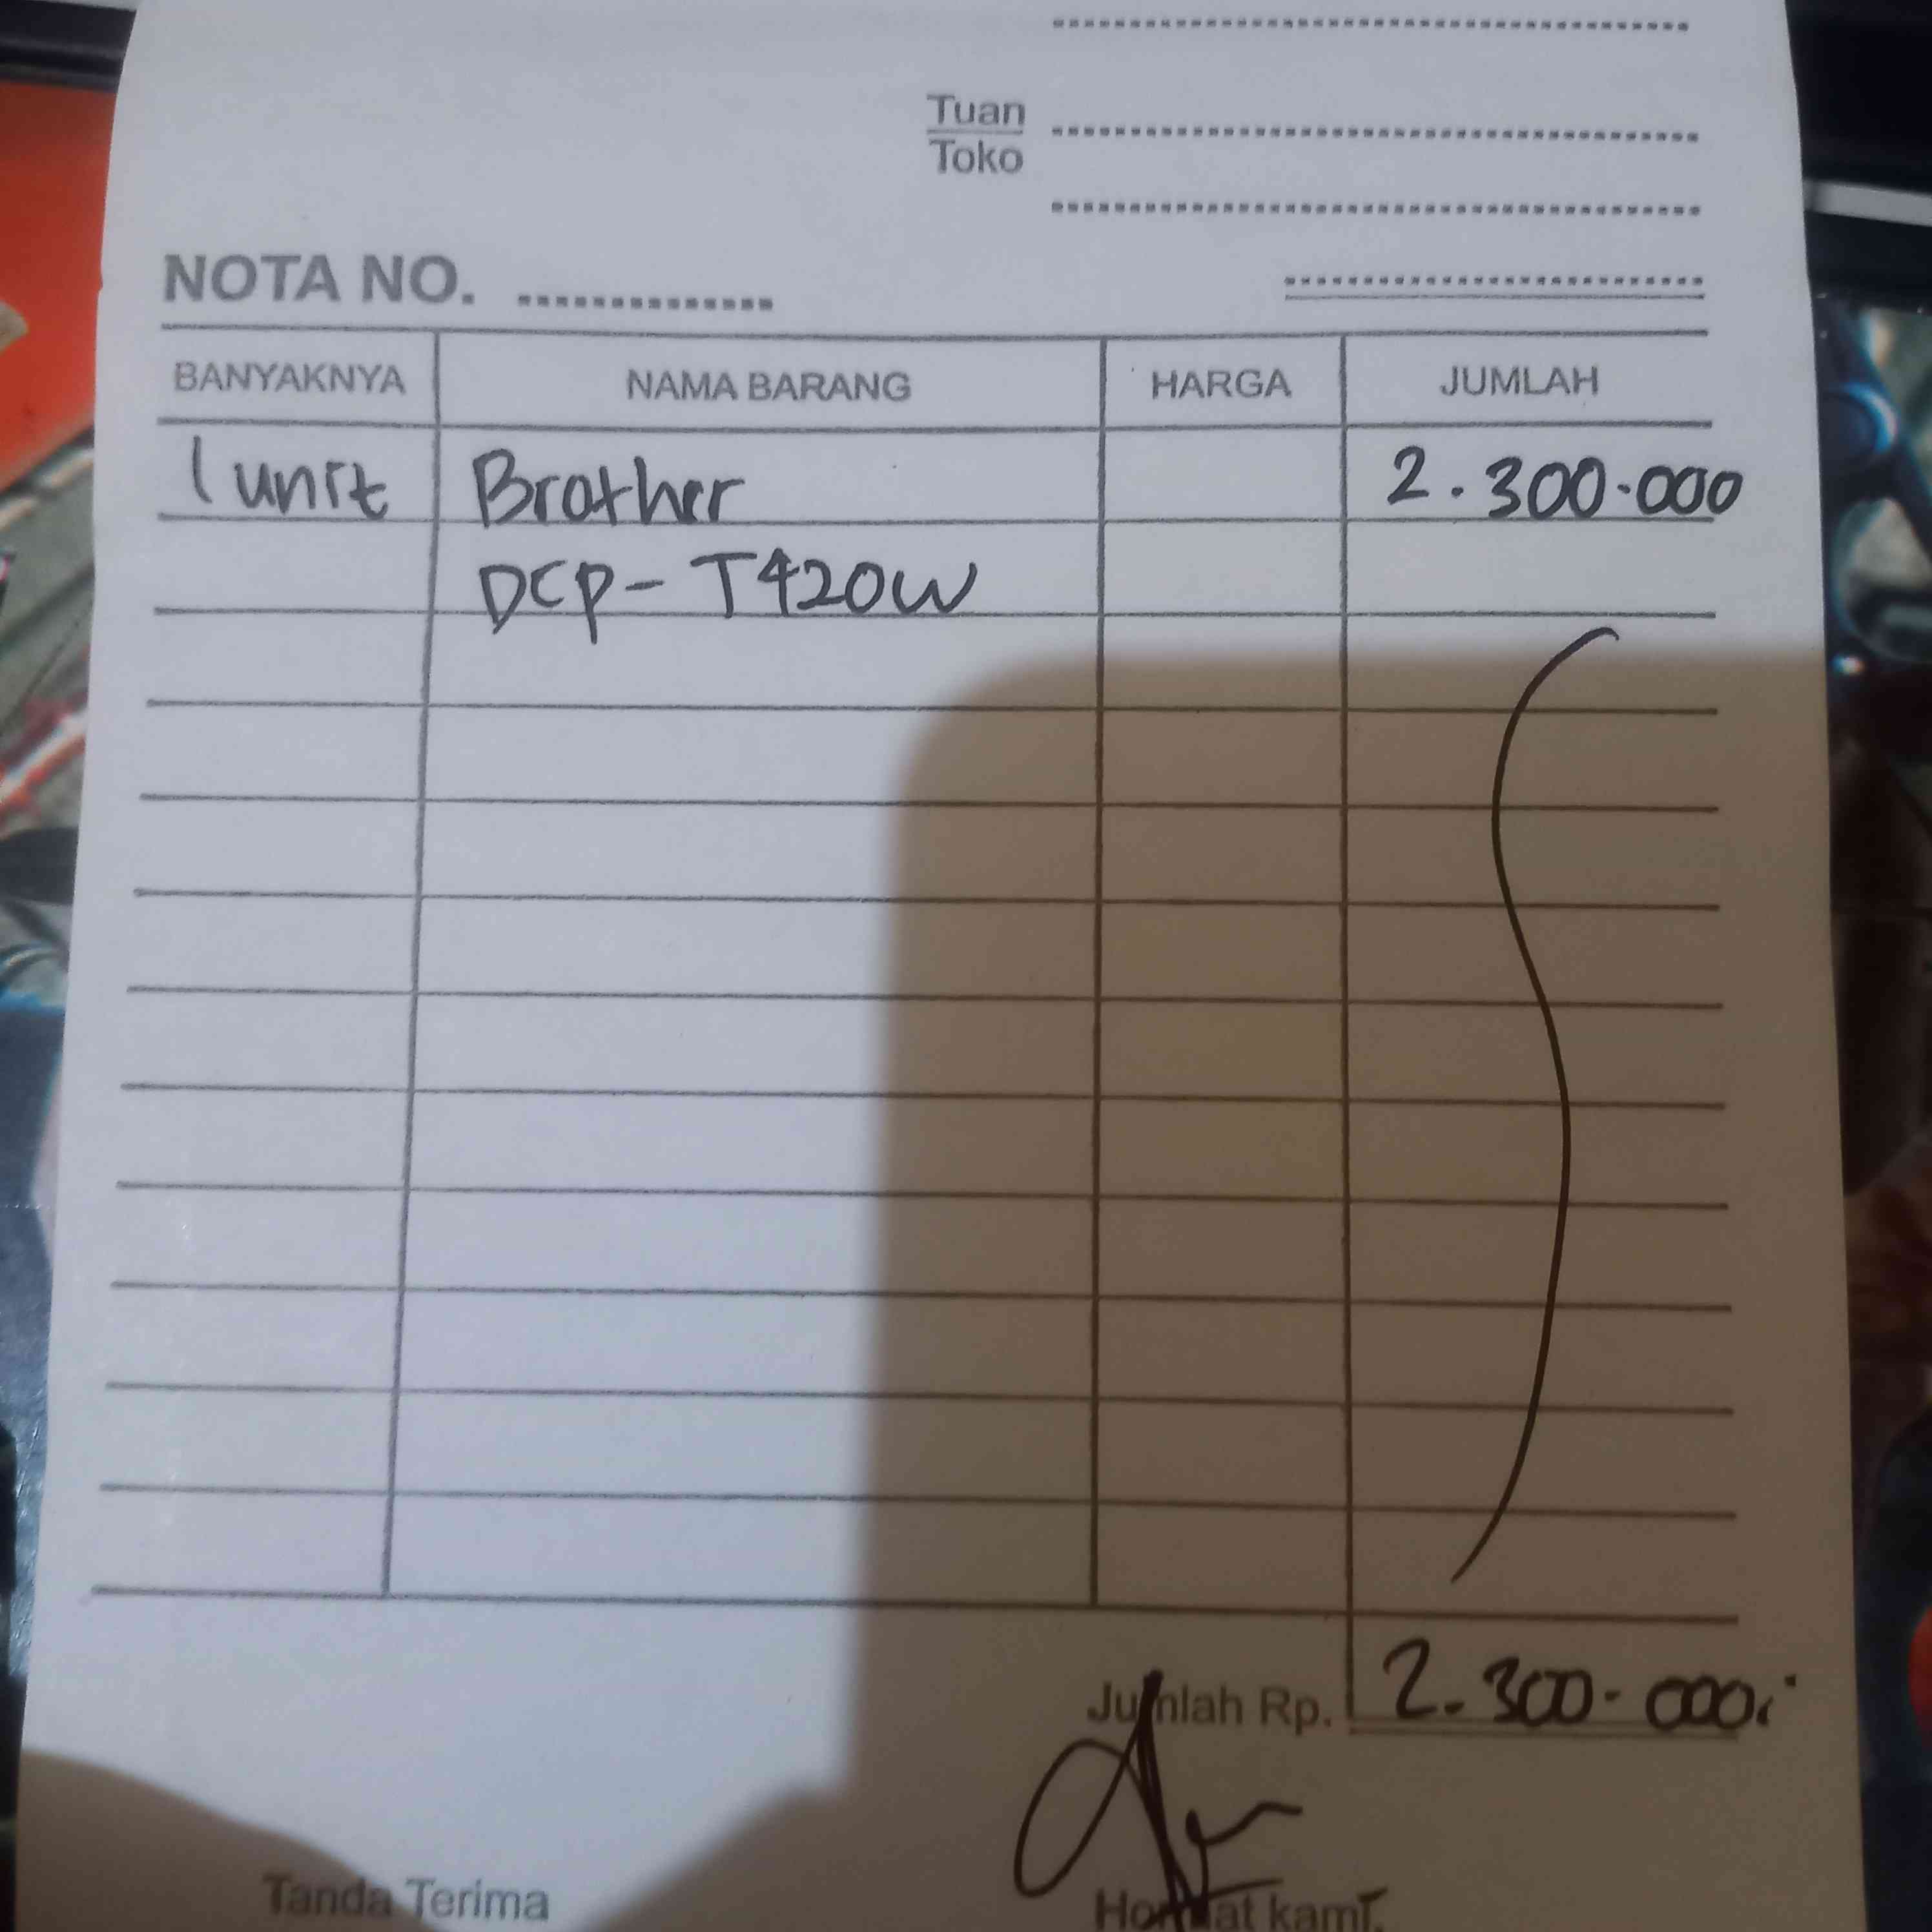 Tuan
Toko
NOTA NO.
BANYAKNYA NAMA BARANG HARGA JUMLAH
1 unit Brother 2.300.000
DCP-T420W
Jumlah Rp. 2.300.000
Tanda Terima Hormat kami,